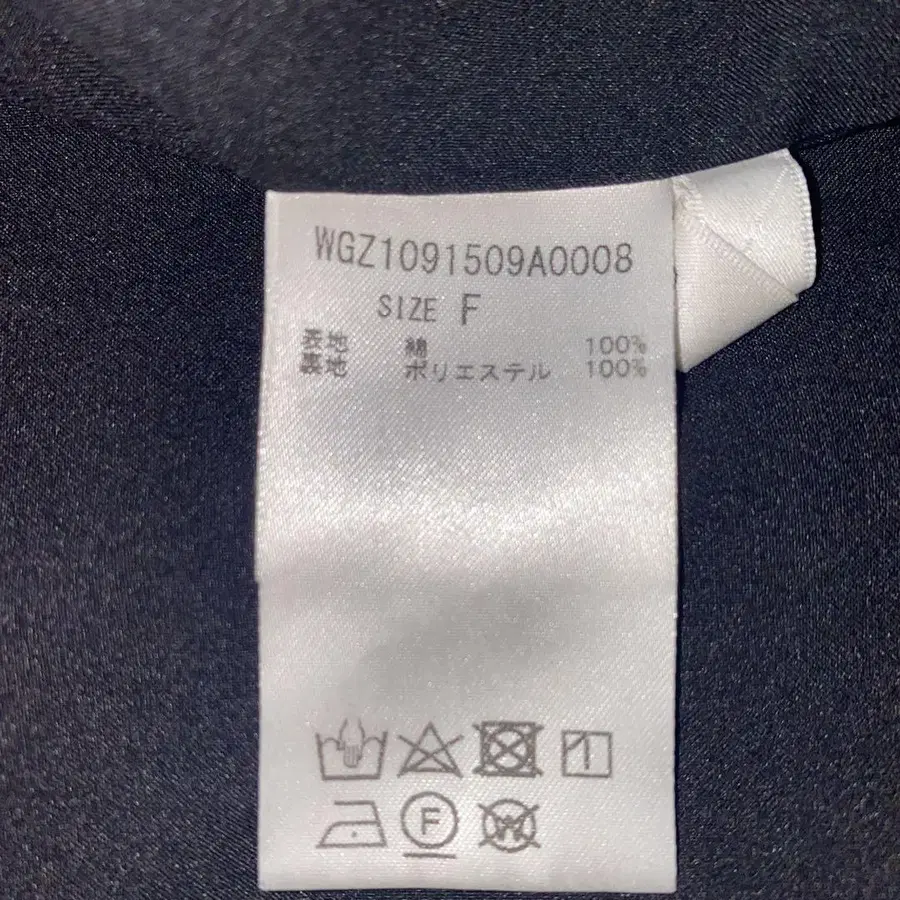 WGZ1091509A0008
SIZE F
表地 綿 100%
裏地 ポリエステル 100%
F
W